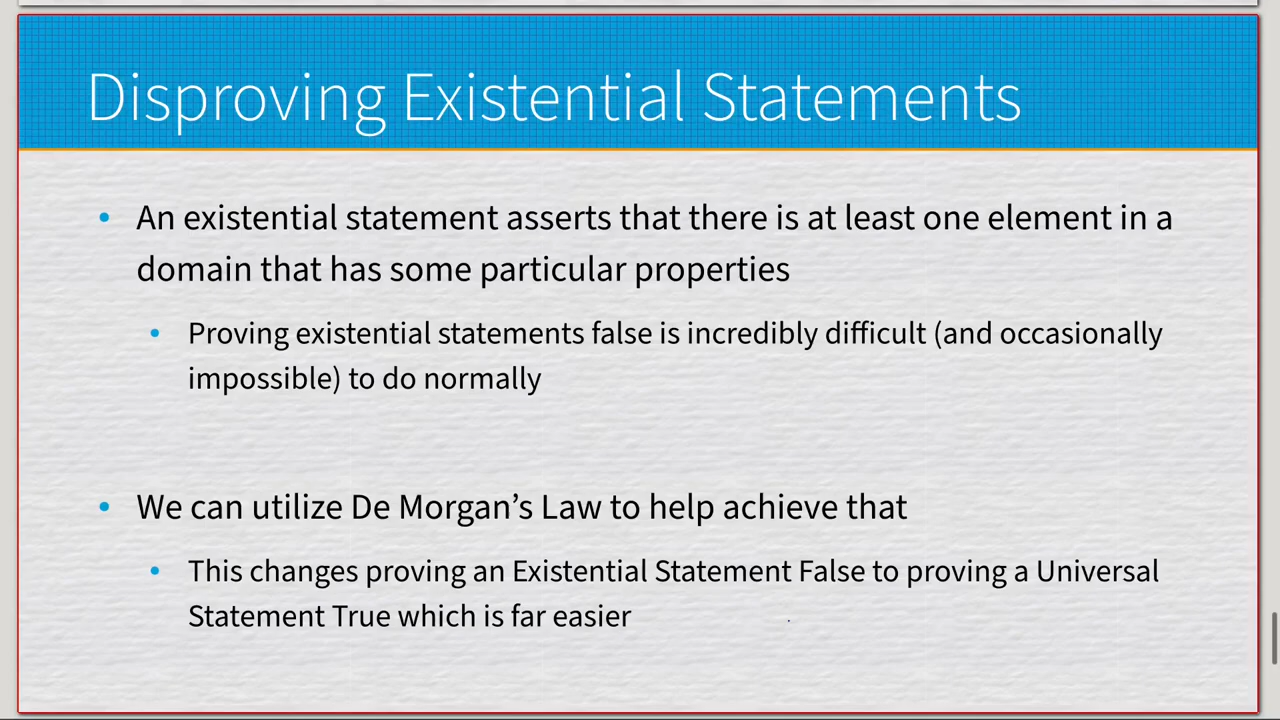 Disproving Existential Statements
• An existential statement asserts that there is at least one element in a
domain that has some particular properties
• Proving existential statements false is incredibly difficult (and occasionally
impossible) to do normally
• We can utilize De Morgan’s Law to help achieve that
• This changes proving an Existential Statement False to proving a Universal
Statement True which is far easier